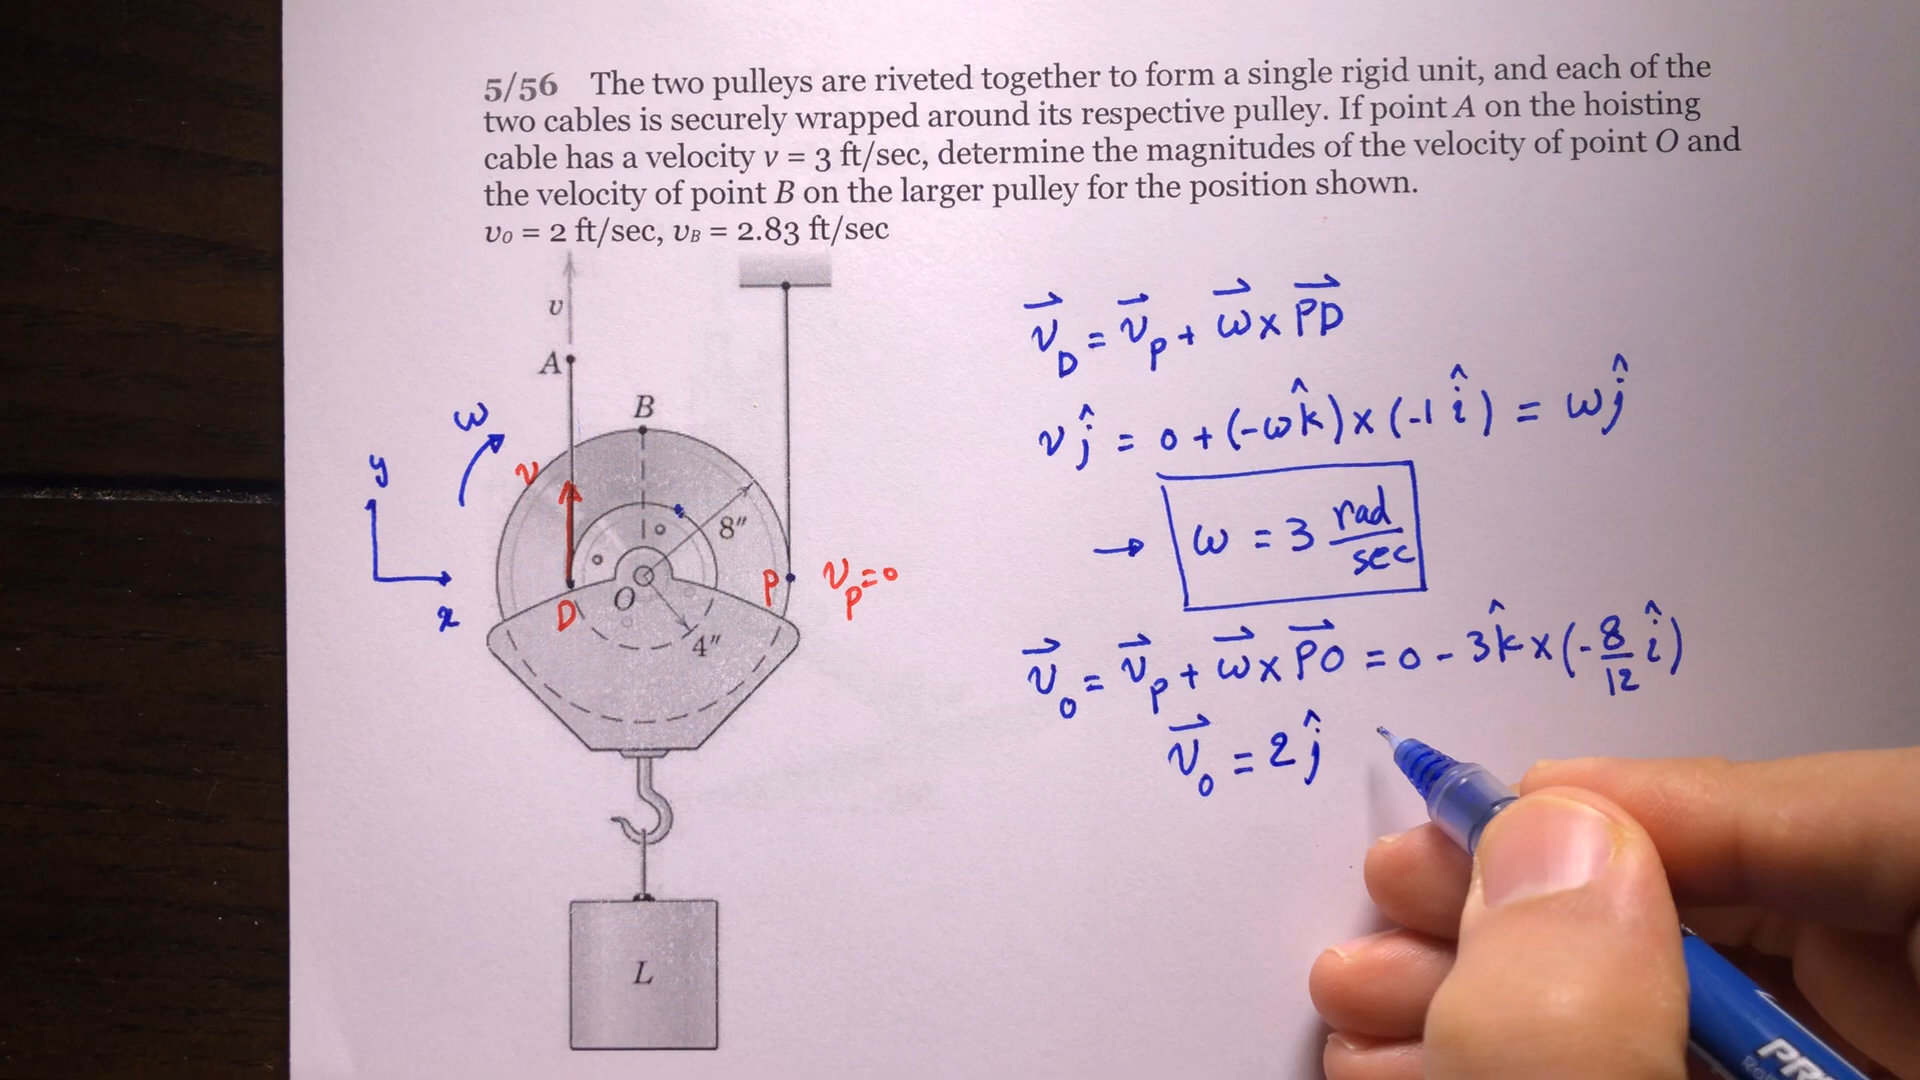 5/56 The two pulleys are riveted together to form a single rigid unit, and each of the
two cables is securely wrapped around its respective pulley. If point A on the hoisting
cable has a velocity v = 3 ft/sec, determine the magnitudes of the velocity of point O and
the velocity of point B on the larger pulley for the position shown.
v₀ = 2 ft/sec, v_B = 2.83 ft/sec
v
A
B
ω
y
x
v
8"
P
v_P = 0
D
O
4"
L
v⃗_D = v⃗_P + ω⃗ × PD⃗
v ĵ = 0 + (-ω k̂) × (-1 î) = ω ĵ
→ ω = 3 rad/sec
v⃗_O = v⃗_P + ω⃗ × PO⃗ = 0 - 3 k̂ × (-8/12 î)
v⃗_O = 2 ĵ